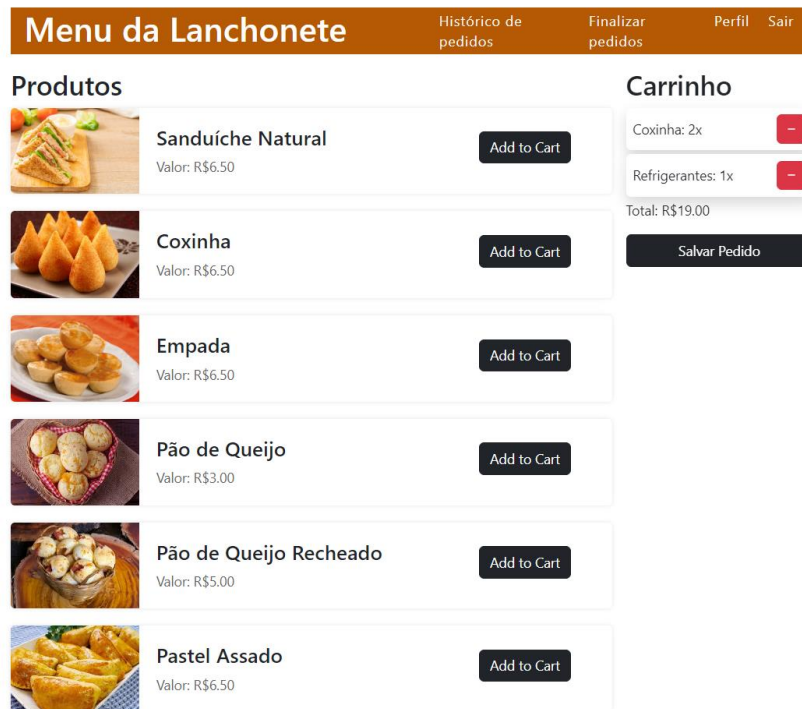 Menu da Lanchonete
Histórico de
pedidos
Finalizar
pedidos
Perfil
Sair
Produtos
Sanduíche Natural
Valor: R$6.50
Add to Cart
Coxinha
Valor: R$6.50
Add to Cart
Empada
Valor: R$6.50
Add to Cart
Pão de Queijo
Valor: R$3.00
Add to Cart
Pão de Queijo Recheado
Valor: R$5.00
Add to Cart
Pastel Assado
Valor: R$6.50
Add to Cart
Carrinho
Coxinha: 2x
−
Refrigerantes: 1x
−
Total: R$19.00
Salvar Pedido